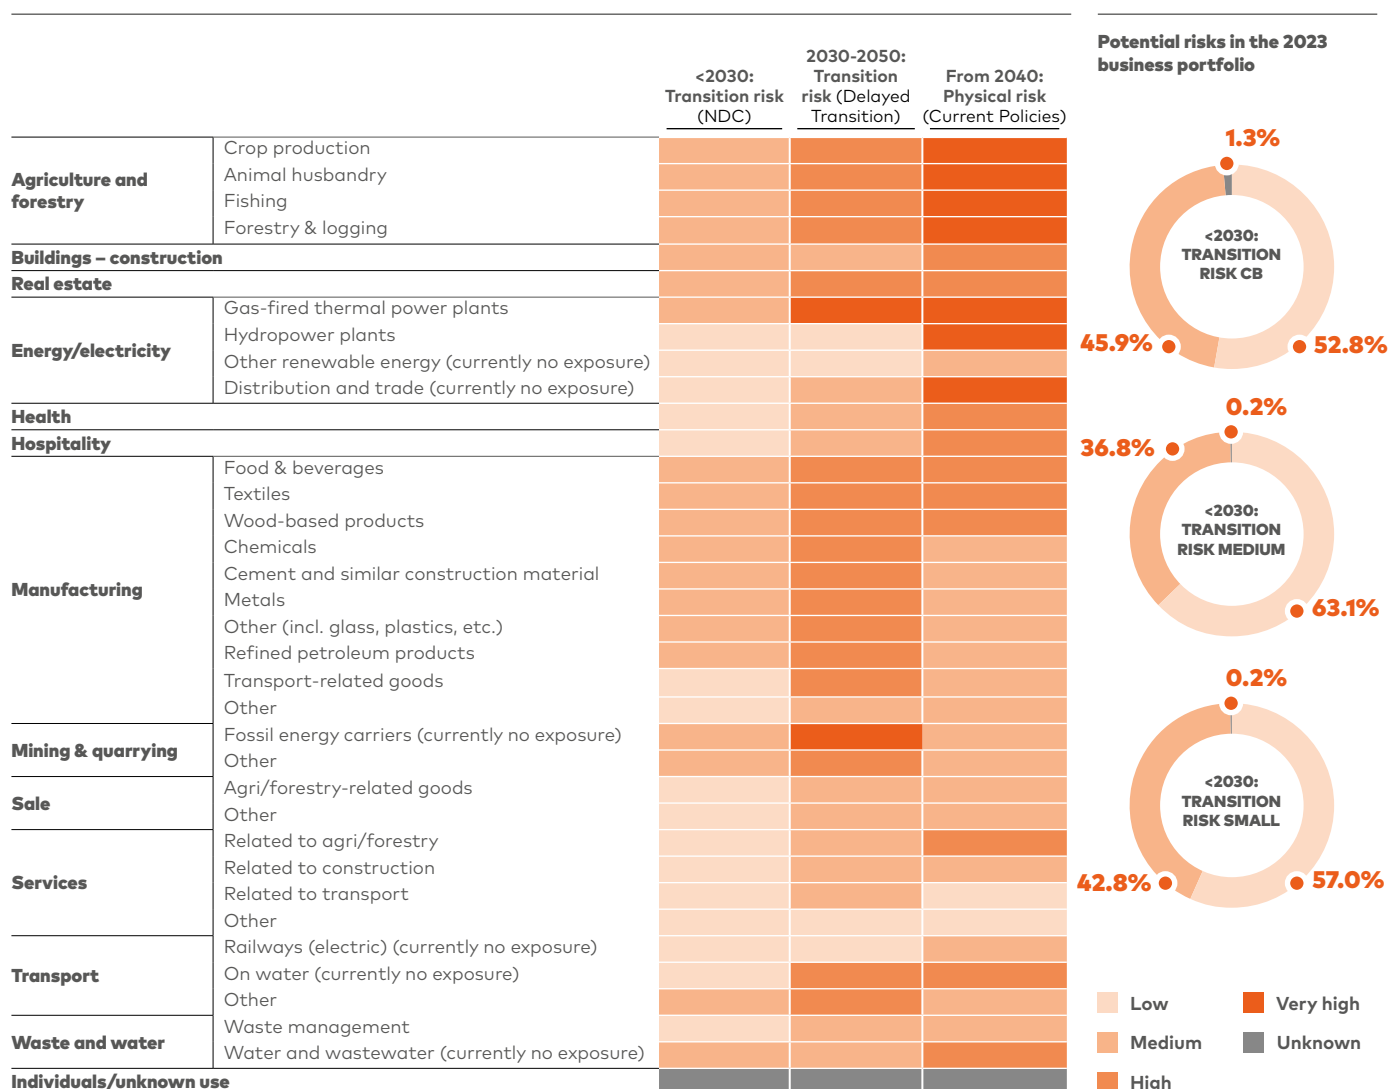 <2030:
Transition risk
(NDC)
2030-2050:
Transition
risk (Delayed
Transition)
From 2040:
Physical risk
(Current Policies)
Agriculture and
forestry
Crop production
Animal husbandry
Fishing
Forestry & logging
Buildings – construction
Real estate
Energy/electricity
Gas-fired thermal power plants
Hydropower plants
Other renewable energy (currently no exposure)
Distribution and trade (currently no exposure)
Health
Hospitality
Manufacturing
Food & beverages
Textiles
Wood-based products
Chemicals
Cement and similar construction material
Metals
Other (incl. glass, plastics, etc.)
Refined petroleum products
Transport-related goods
Other
Mining & quarrying
Fossil energy carriers (currently no exposure)
Other
Sale
Agri/forestry-related goods
Other
Services
Related to agri/forestry
Related to construction
Related to transport
Other
Transport
Railways (electric) (currently no exposure)
On water (currently no exposure)
Other
Waste and water
Waste management
Water and wastewater (currently no exposure)
Individuals/unknown use
Potential risks in the 2023
business portfolio
1.3%
<2030:
TRANSITION
RISK CB
45.9%
52.8%
0.2%
36.8%
<2030:
TRANSITION
RISK MEDIUM
63.1%
0.2%
<2030:
TRANSITION
RISK SMALL
42.8%
57.0%
Low
Medium
High
Very high
Unknown